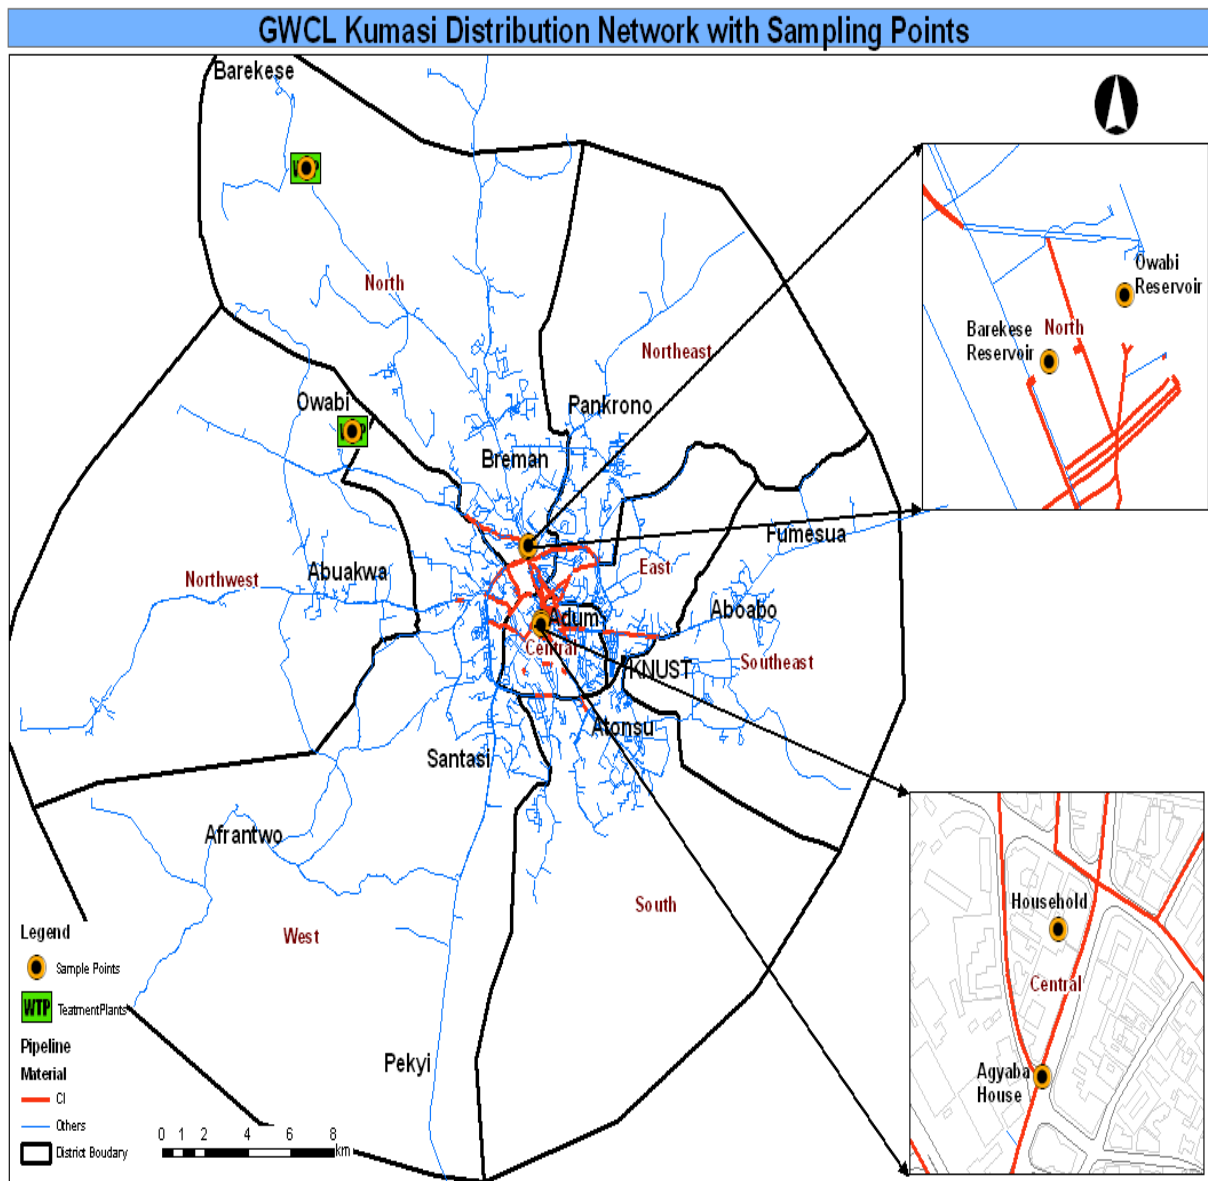 GWCL Kumasi Distribution Network with Sampling Points
Barekese
WTP
North
Northeast
Owabi
WTP
Pankrono
Breman
Fumesua
Northwest
Abuakwa
East
Aboabo
Adum
Central
KNUST
Southeast
Atonsu
Santasi
Afrantwo
South
West
Pekyi
Owabi
Reservoir
Barekese
Reservoir
North
Household
Central
Agyaba
House
Legend
Sample Points
WTP
TeatmentPlants
Pipeline
Material
CI
Others
District Boudary
0 1 2 4 6 8
km